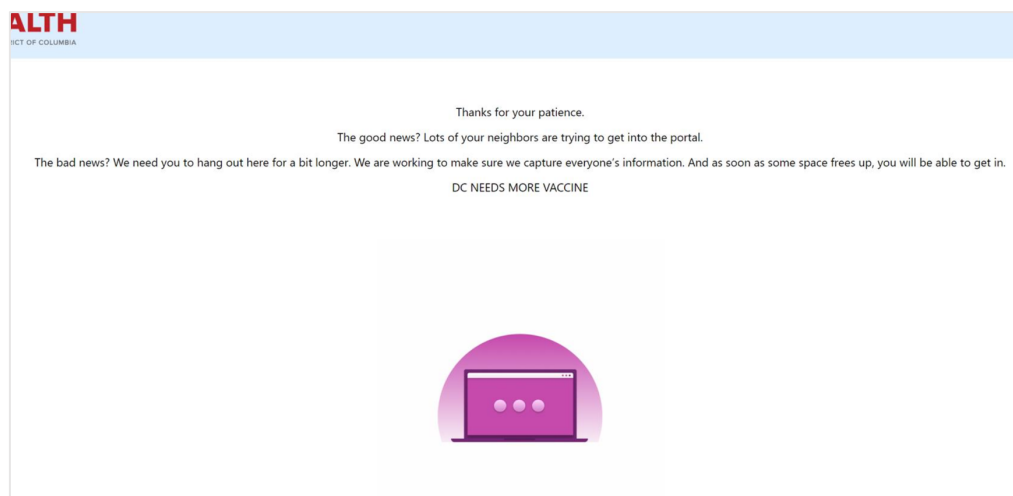 ALTH
RICT OF COLUMBIA
Thanks for your patience.
The good news? Lots of your neighbors are trying to get into the portal.
The bad news? We need you to hang out here for a bit longer. We are working to make sure we capture everyone's information. And as soon as some space frees up, you will be able to get in.
DC NEEDS MORE VACCINE